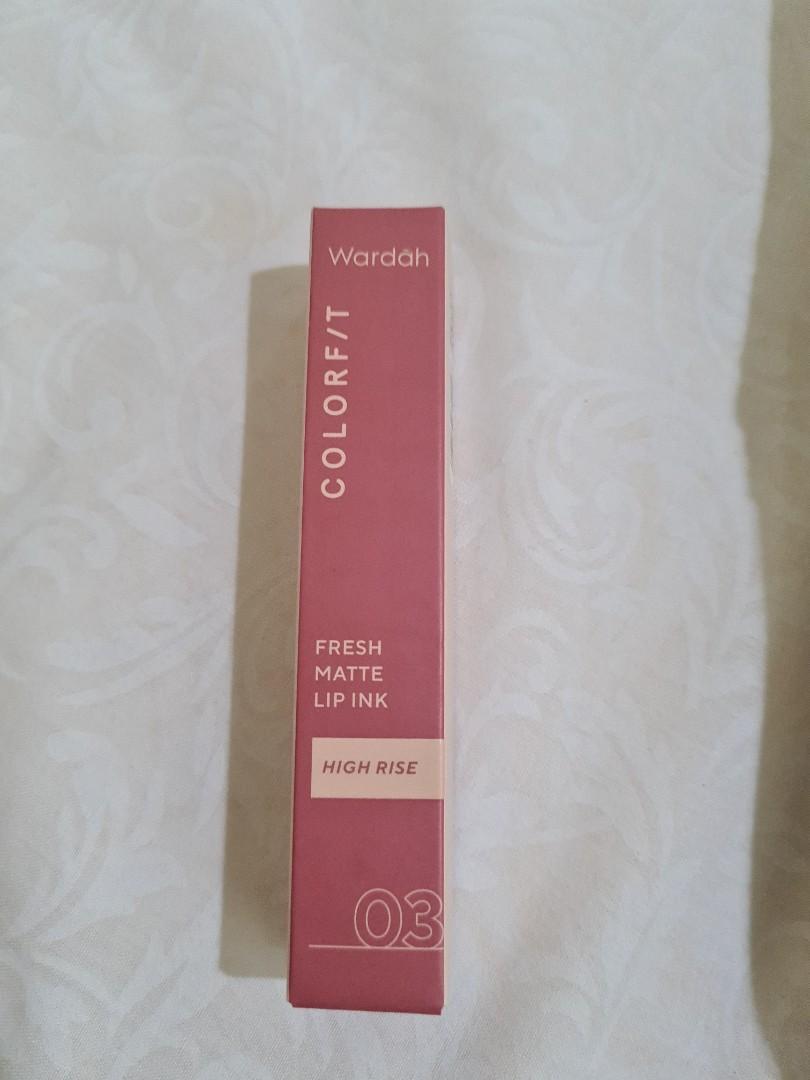 Wardah
COLORF/T
FRESH
MATTE
LIP INK
HIGH RISE
03